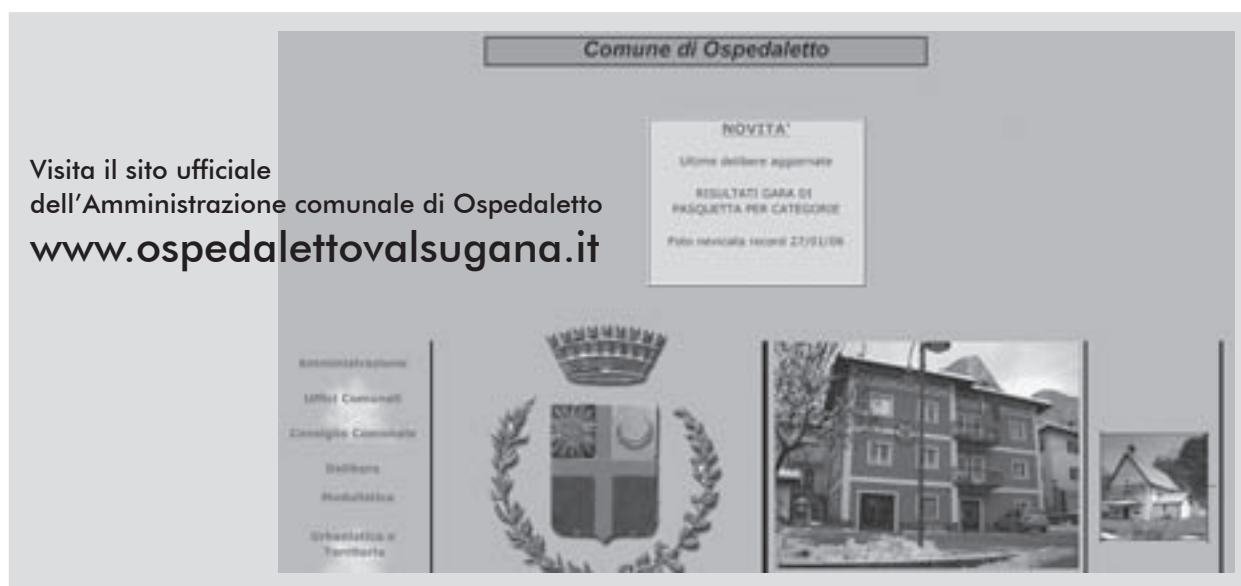 Comune di Ospedaletto
NOVITA'
Ultime delibere aggiornate
RISULTATI GARA DI
PASQUETTA PER CATEGORIE
Foto nevicata record 27/01/06
Visita il sito ufficiale
dell'Amministrazione comunale di Ospedaletto
www.ospedalettovalsugana.it
Amministrazione
Uffici Comunali
Consiglio Comunale
Delibere
Modulistica
Urbanistica e
Territorio